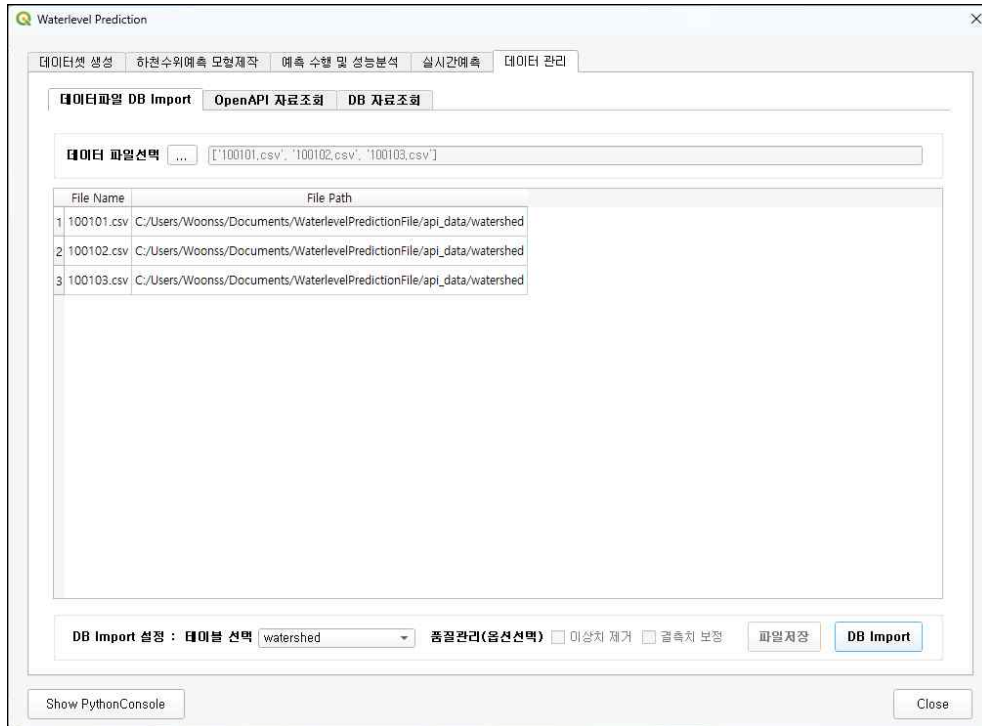 Waterlevel Prediction
데이터셋 생성 하천수위예측 모형제작 예측 수행 및 성능분석 실시간예측 데이터 관리
데이터파일 DB Import OpenAPI 자료조회 DB 자료조회
데이터 파일선택 ... ['100101,csv', '100102,csv', '100103,csv']
File Name File Path
1 100101.csv C:/Users/Woonss/Documents/WaterlevelPredictionFile/api_data/watershed
2 100102.csv C:/Users/Woonss/Documents/WaterlevelPredictionFile/api_data/watershed
3 100103.csv C:/Users/Woonss/Documents/WaterlevelPredictionFile/api_data/watershed
DB Import 설정 : 테이블 선택 watershed 품질관리(옵션선택) 이상치 제거 결측치 보정 파일저장 DB Import
Show PythonConsole Close